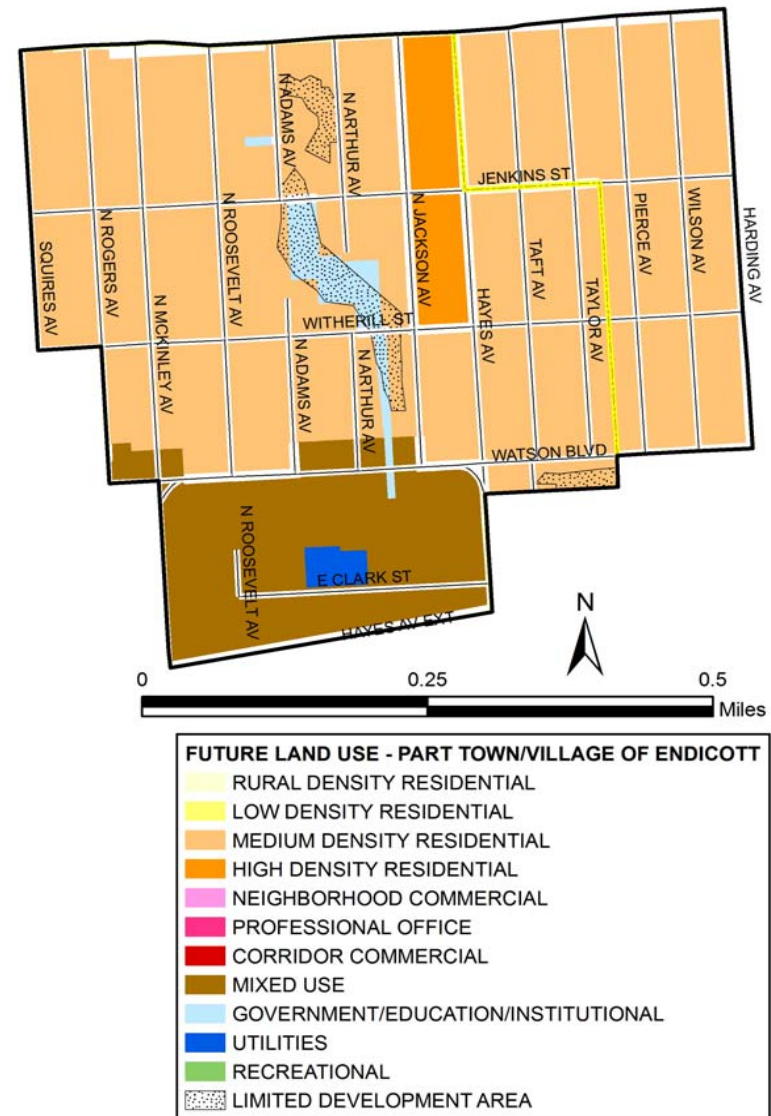 N ADAMS AV
N ARTHUR AV
JENKINS ST
SQUIRES AV
N ROGERS AV
N MCKINLEY AV
N ROOSEVELT AV
N JACKSON AV
HAYES AV
TAFT AV
TAYLOR AV
PIERCE AV
WILSON AV
HARDING AV
WITHERILL ST
N ADAMS AV
N ARTHUR AV
WATSON BLVD
N ROOSEVELT AV
E CLARK ST
HAYES AV EXT
N
0 0.25 0.5
Miles
FUTURE LAND USE - PART TOWN/VILLAGE OF ENDICOTT
RURAL DENSITY RESIDENTIAL
LOW DENSITY RESIDENTIAL
MEDIUM DENSITY RESIDENTIAL
HIGH DENSITY RESIDENTIAL
NEIGHBORHOOD COMMERCIAL
PROFESSIONAL OFFICE
CORRIDOR COMMERCIAL
MIXED USE
GOVERNMENT/EDUCATION/INSTITUTIONAL
UTILITIES
RECREATIONAL
LIMITED DEVELOPMENT AREA